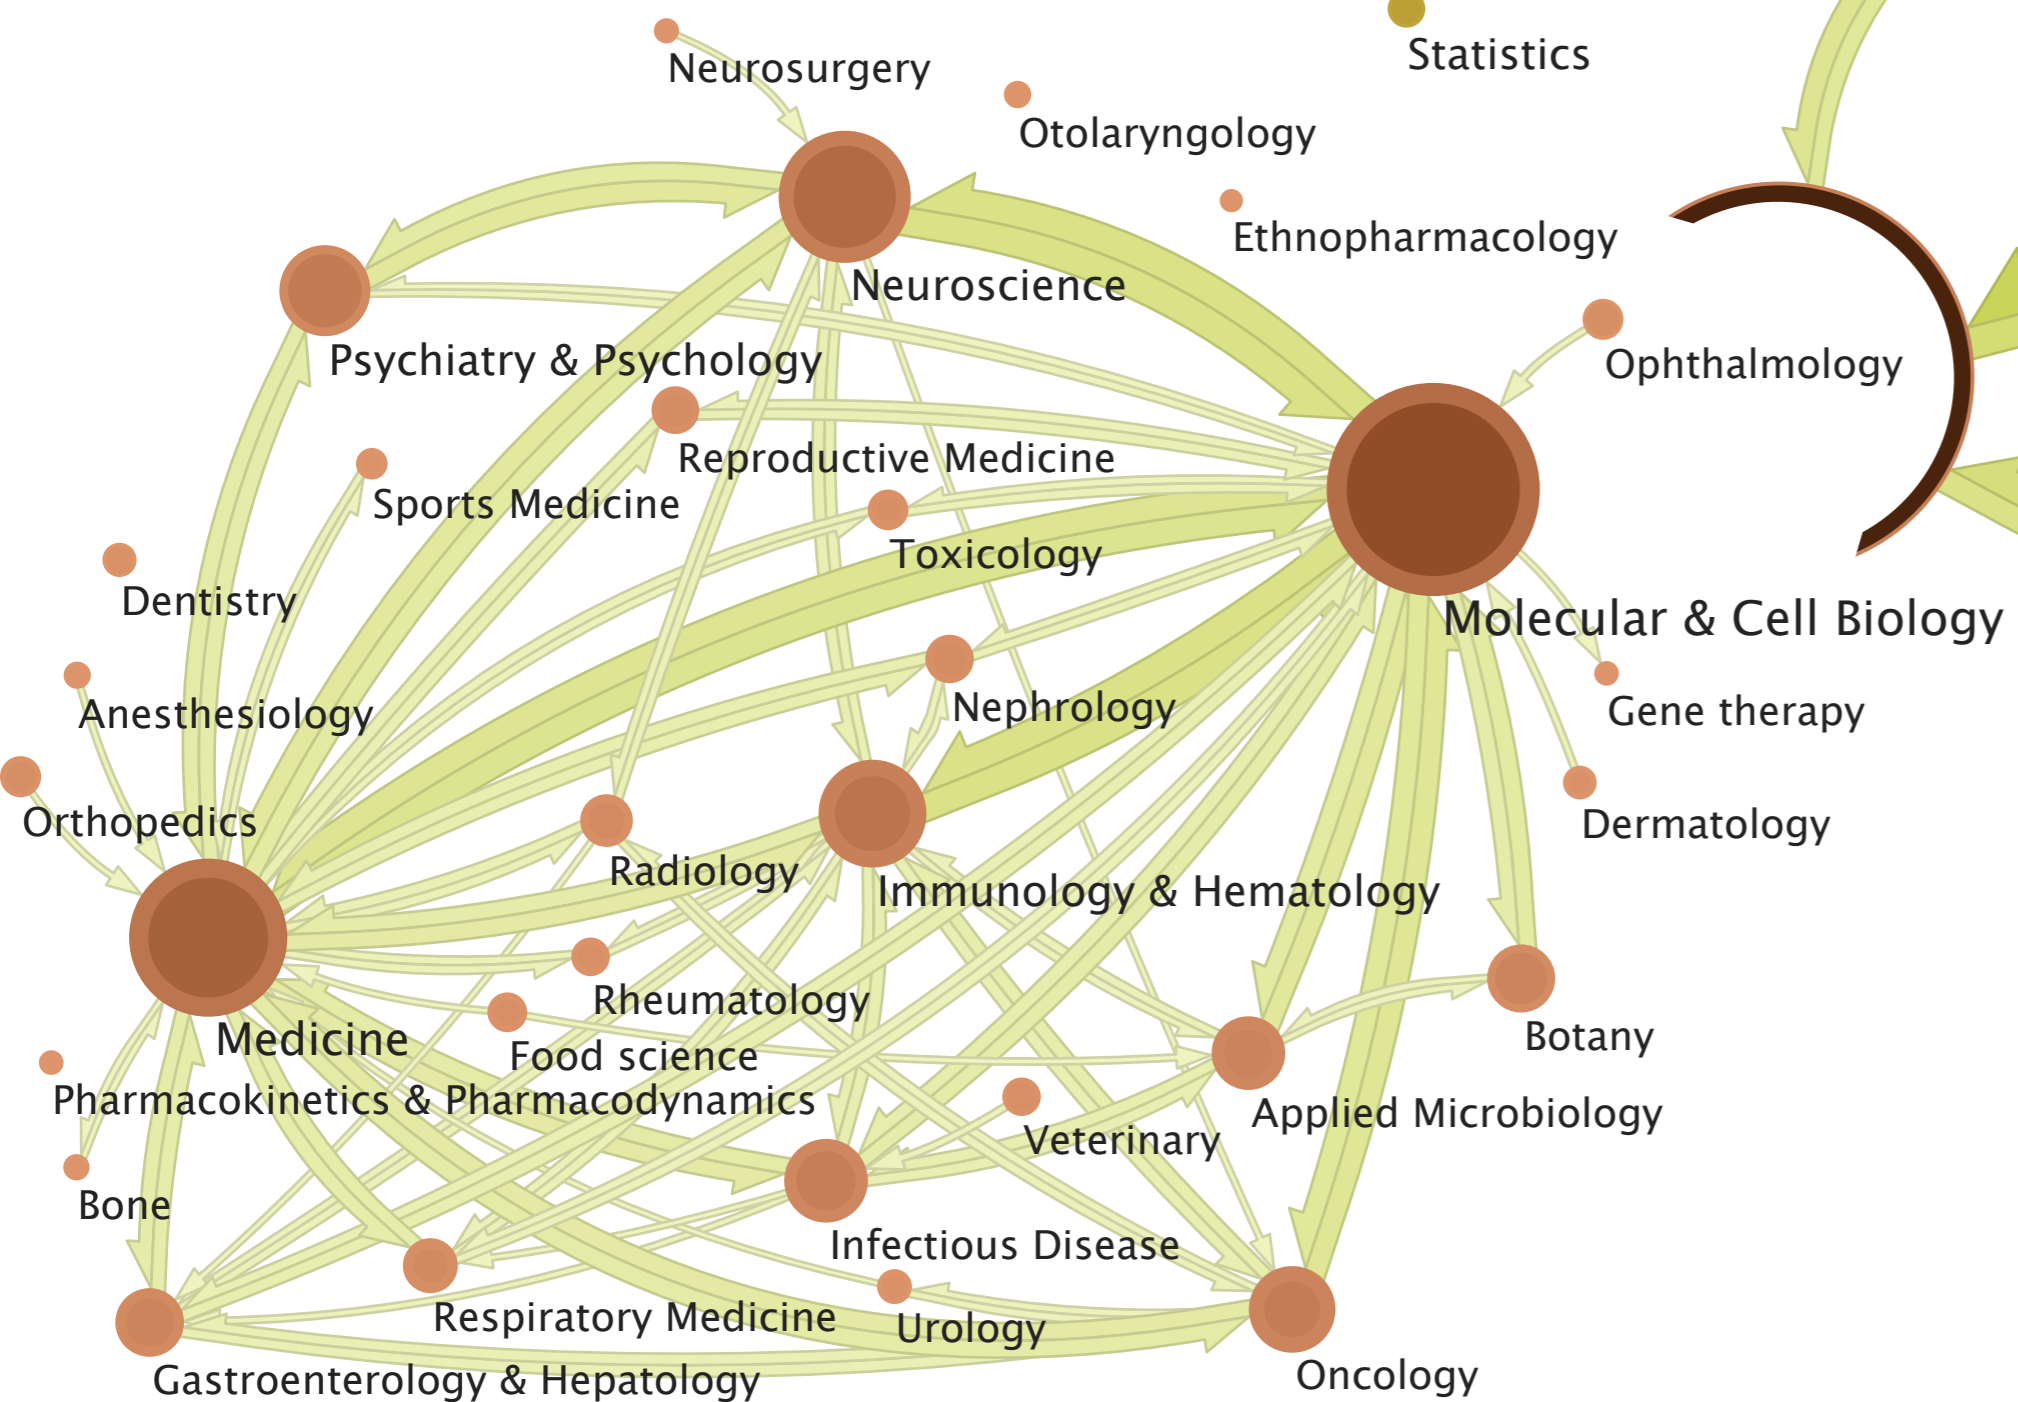 Statistics
Neurosurgery
Otolaryngology
Ethnopharmacology
Neuroscience
Psychiatry & Psychology
Ophthalmology
Reproductive Medicine
Sports Medicine
Toxicology
Dentistry
Molecular & Cell Biology
Anesthesiology
Nephrology
Gene therapy
Orthopedics
Dermatology
Radiology
Immunology & Hematology
Rheumatology
Medicine
Food science
Botany
Pharmacokinetics & Pharmacodynamics
Applied Microbiology
Veterinary
Bone
Infectious Disease
Respiratory Medicine
Urology
Gastroenterology & Hepatology
Oncology